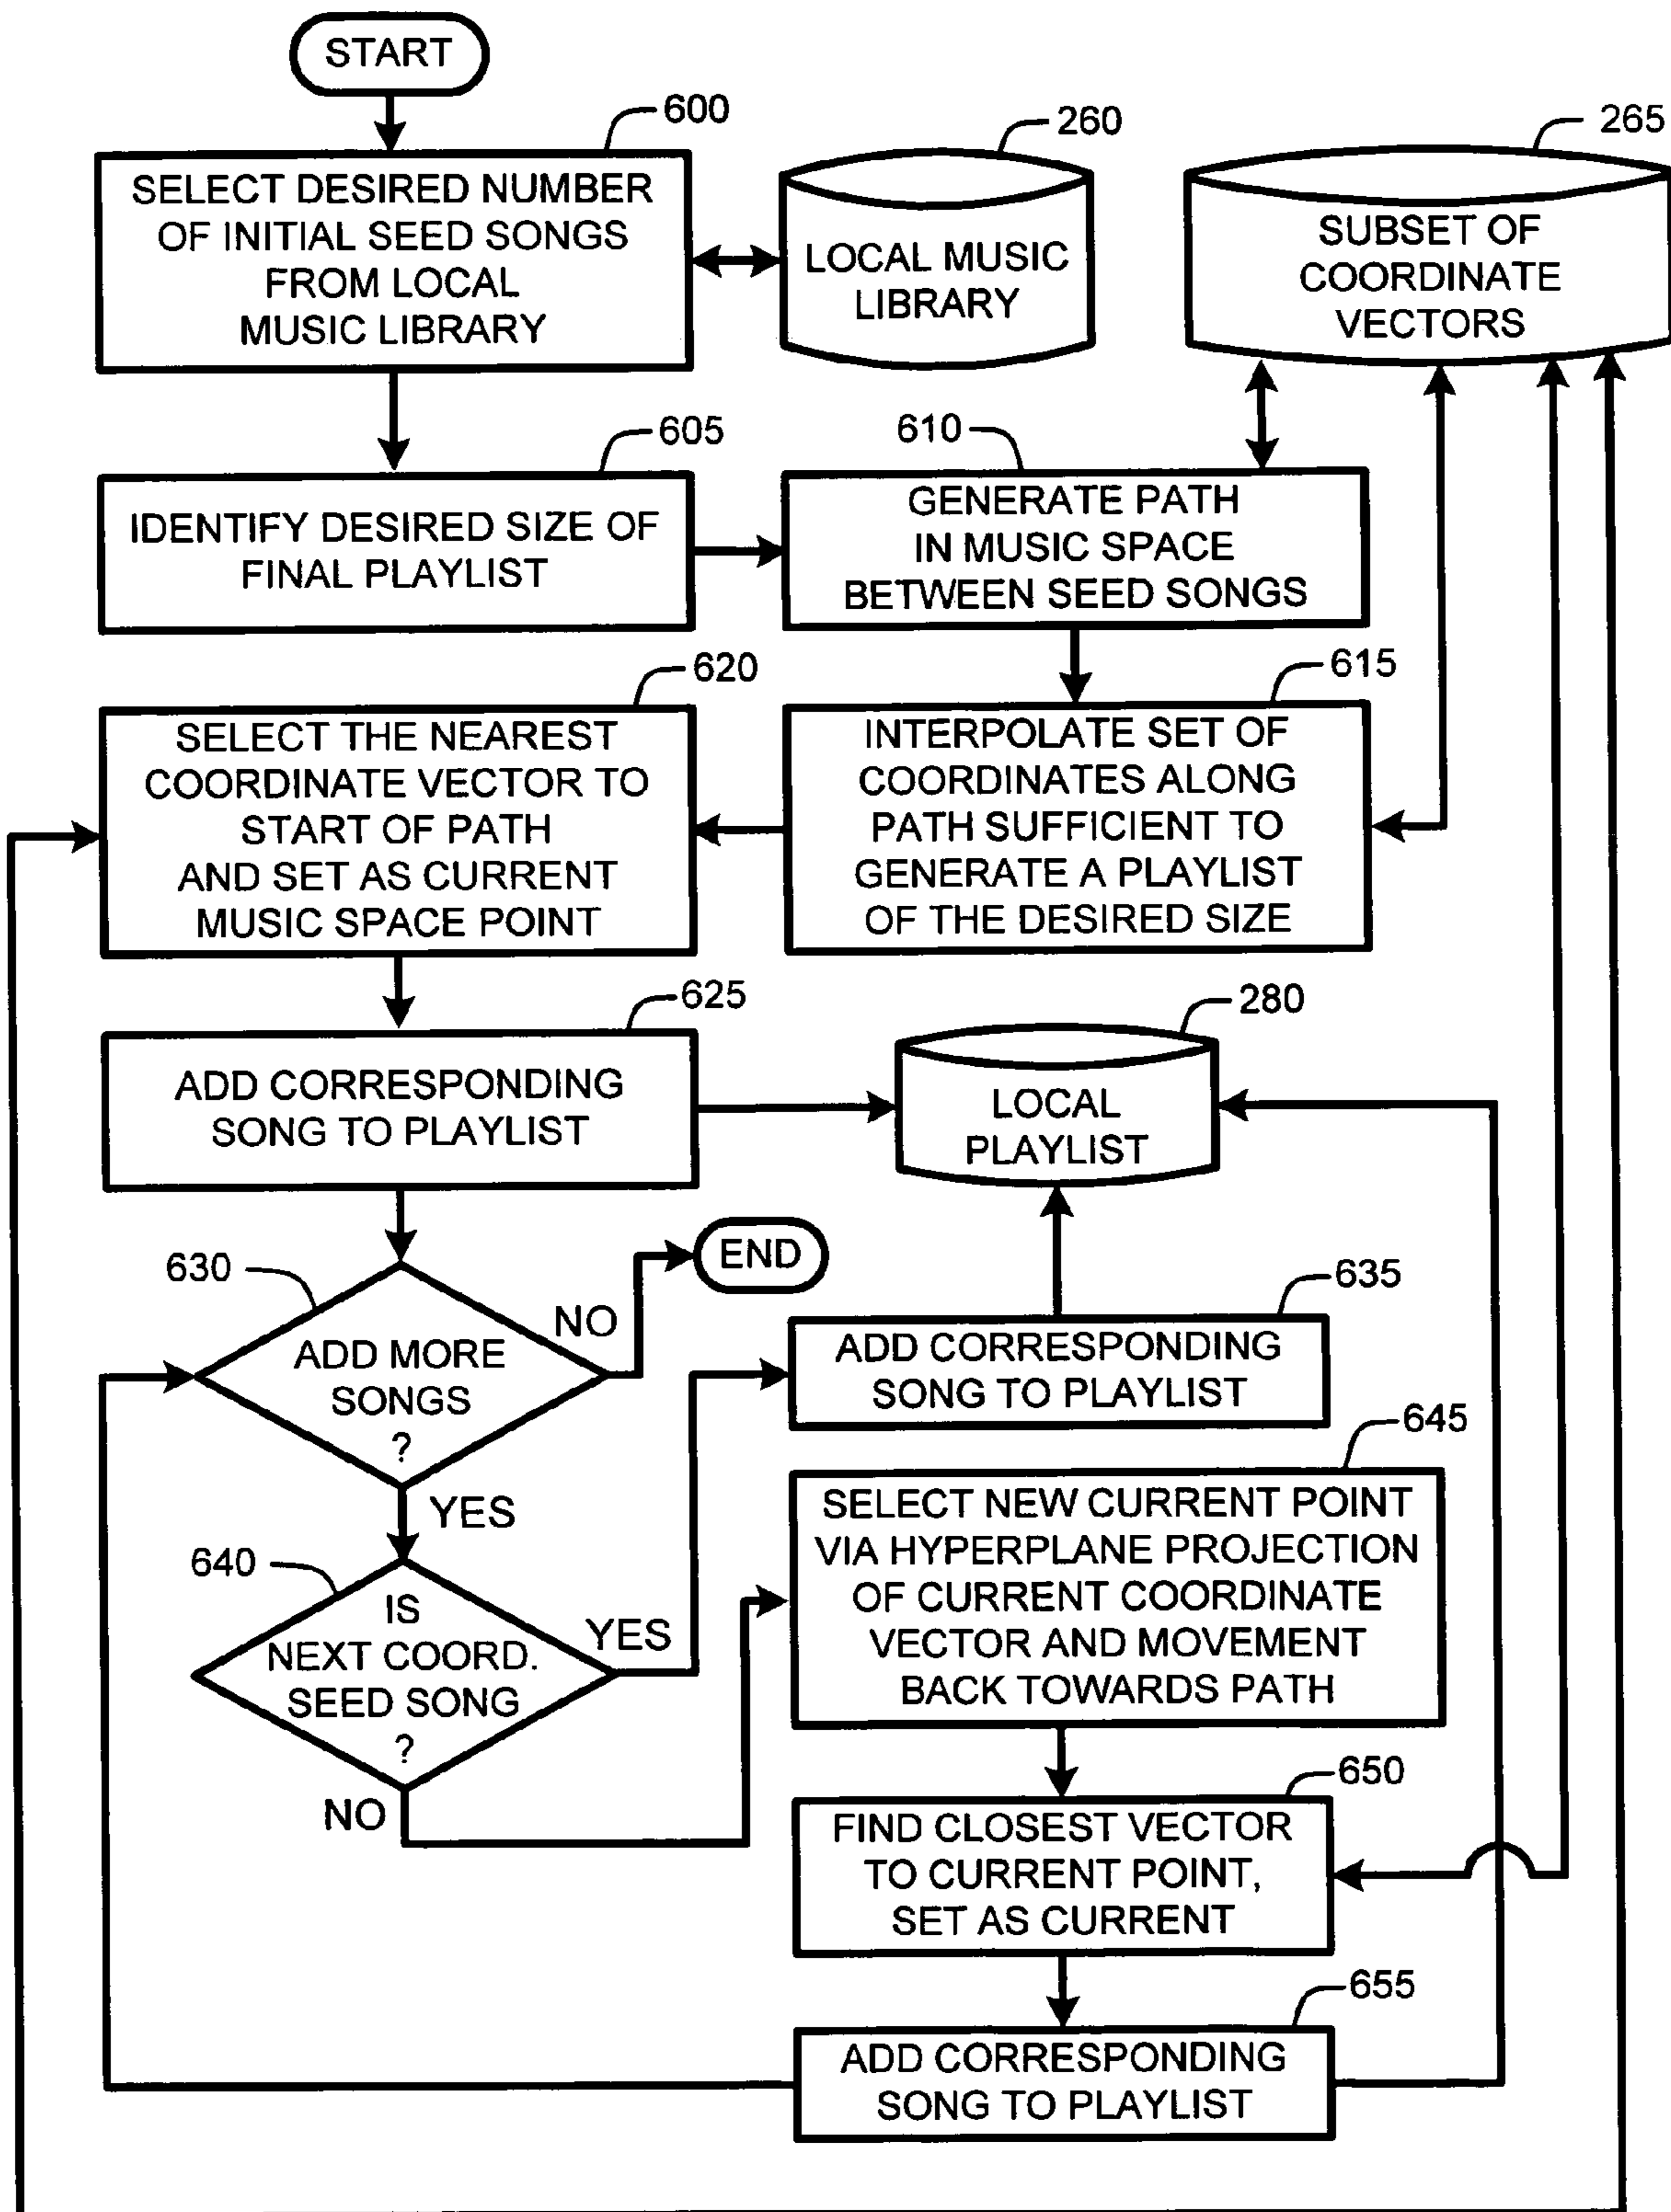 START
600
SELECT DESIRED NUMBER
OF INITIAL SEED SONGS
FROM LOCAL
MUSIC LIBRARY
260
LOCAL MUSIC
LIBRARY
265
SUBSET OF
COORDINATE
VECTORS
605
IDENTIFY DESIRED SIZE OF
FINAL PLAYLIST
610
GENERATE PATH
IN MUSIC SPACE
BETWEEN SEED SONGS
615
INTERPOLATE SET OF
COORDINATES ALONG
PATH SUFFICIENT TO
GENERATE A PLAYLIST
OF THE DESIRED SIZE
620
SELECT THE NEAREST
COORDINATE VECTOR TO
START OF PATH
AND SET AS CURRENT
MUSIC SPACE POINT
625
ADD CORRESPONDING
SONG TO PLAYLIST
280
LOCAL
PLAYLIST
630
ADD MORE
SONGS
?
NO
END
YES
635
ADD CORRESPONDING
SONG TO PLAYLIST
640
IS
NEXT COORD.
SEED SONG
?
YES
NO
645
SELECT NEW CURRENT POINT
VIA HYPERPLANE PROJECTION
OF CURRENT COORDINATE
VECTOR AND MOVEMENT
BACK TOWARDS PATH
650
FIND CLOSEST VECTOR
TO CURRENT POINT,
SET AS CURRENT
655
ADD CORRESPONDING
SONG TO PLAYLIST